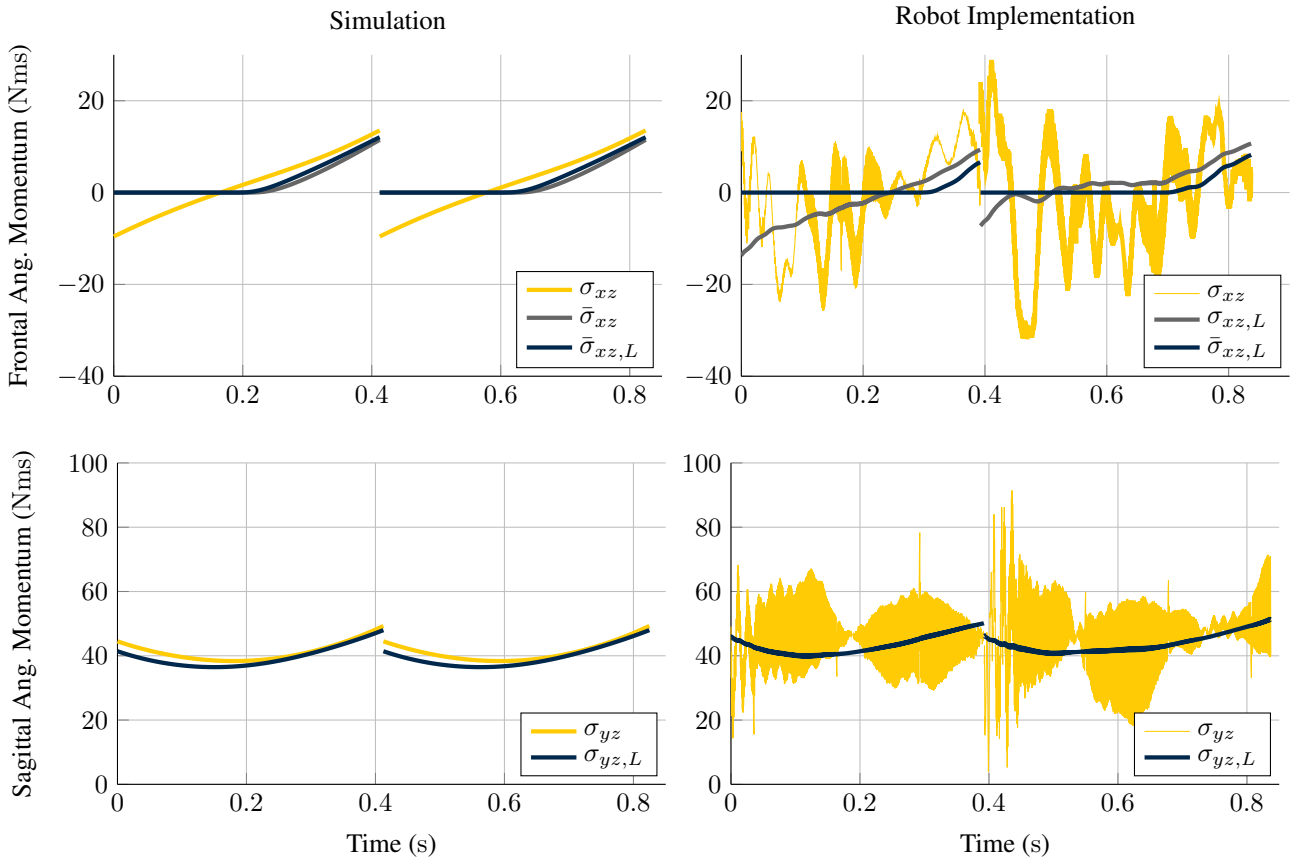 Simulation
Robot Implementation
Frontal Ang. Momentum (Nms)
20
0
−20
−40
0
0.2
0.4
0.6
0.8
σxz
σ̄xz
σ̄xz,L
20
0
−20
−40
0
0.2
0.4
0.6
0.8
σxz
σxz,L
σ̄xz,L
Sagittal Ang. Momentum (Nms)
100
80
60
40
20
0
0
0.2
0.4
0.6
0.8
σyz
σyz,L
Time (s)
100
80
60
40
20
0
0
0.2
0.4
0.6
0.8
σyz
σyz,L
Time (s)